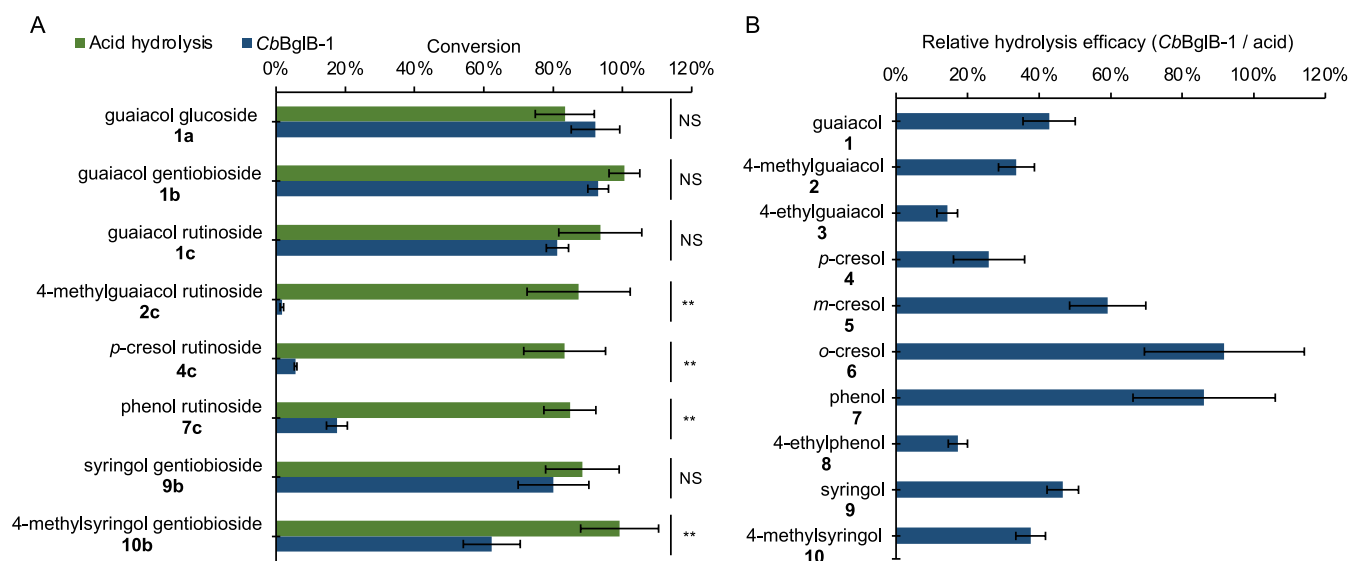 A
Acid hydrolysis
CbBglB-1
Conversion
0% 20% 40% 60% 80% 100% 120%
guaiacol glucoside
1a
NS
guaiacol gentiobioside
1b
NS
guaiacol rutinoside
1c
NS
4-methylguaiacol rutinoside
2c
**
p-cresol rutinoside
4c
**
phenol rutinoside
7c
**
syringol gentiobioside
9b
NS
4-methylsyringol gentiobioside
10b
**
B
Relative hydrolysis efficacy (CbBglB-1 / acid)
0% 20% 40% 60% 80% 100% 120%
guaiacol
1
4-methylguaiacol
2
4-ethylguaiacol
3
p-cresol
4
m-cresol
5
o-cresol
6
phenol
7
4-ethylphenol
8
syringol
9
4-methylsyringol
10